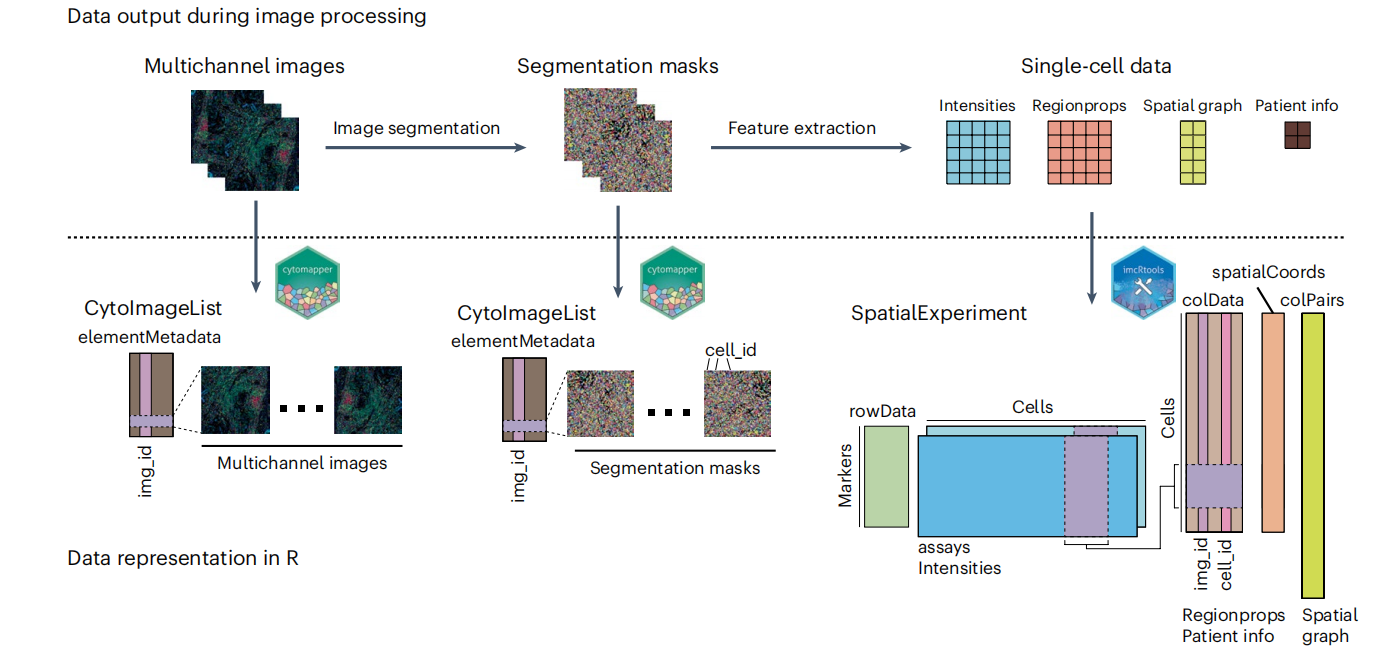 Data output during image processing
Multichannel images
Segmentation masks
Single-cell data
Image segmentation
Feature extraction
Intensities
Regionprops
Spatial graph
Patient info
cytomapper
cytomapper
imcRtools
CytoImageList
elementMetadata
img_id
Multichannel images
CytoImageList
elementMetadata
cell_id
img_id
Segmentation masks
SpatialExperiment
spatialCoords
colData
colPairs
rowData
Cells
Markers
Cells
assays
Intensities
img_id
cell_id
Regionprops
Patient info
Spatial
graph
Data representation in R